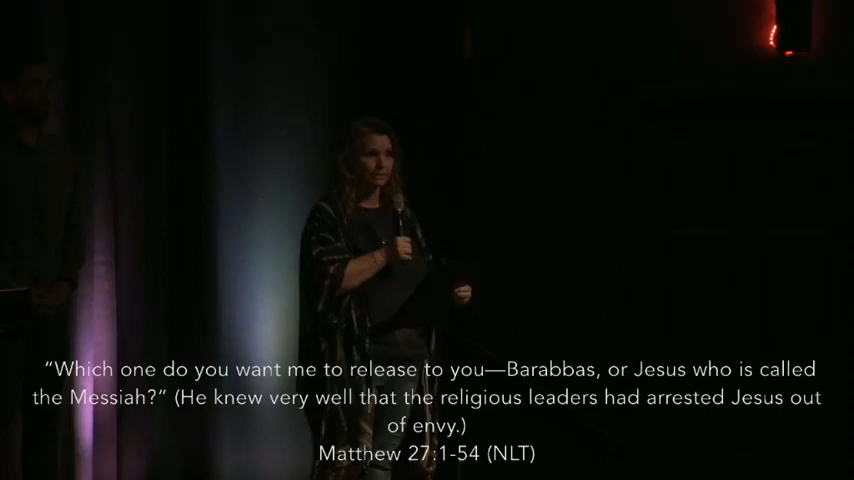 “Which one do you want me to release to you—Barabbas, or Jesus who is called
the Messiah?“ (He knew very well that the religious leaders had arrested Jesus out
of envy.)
Matthew 27:1-54 (NLT)